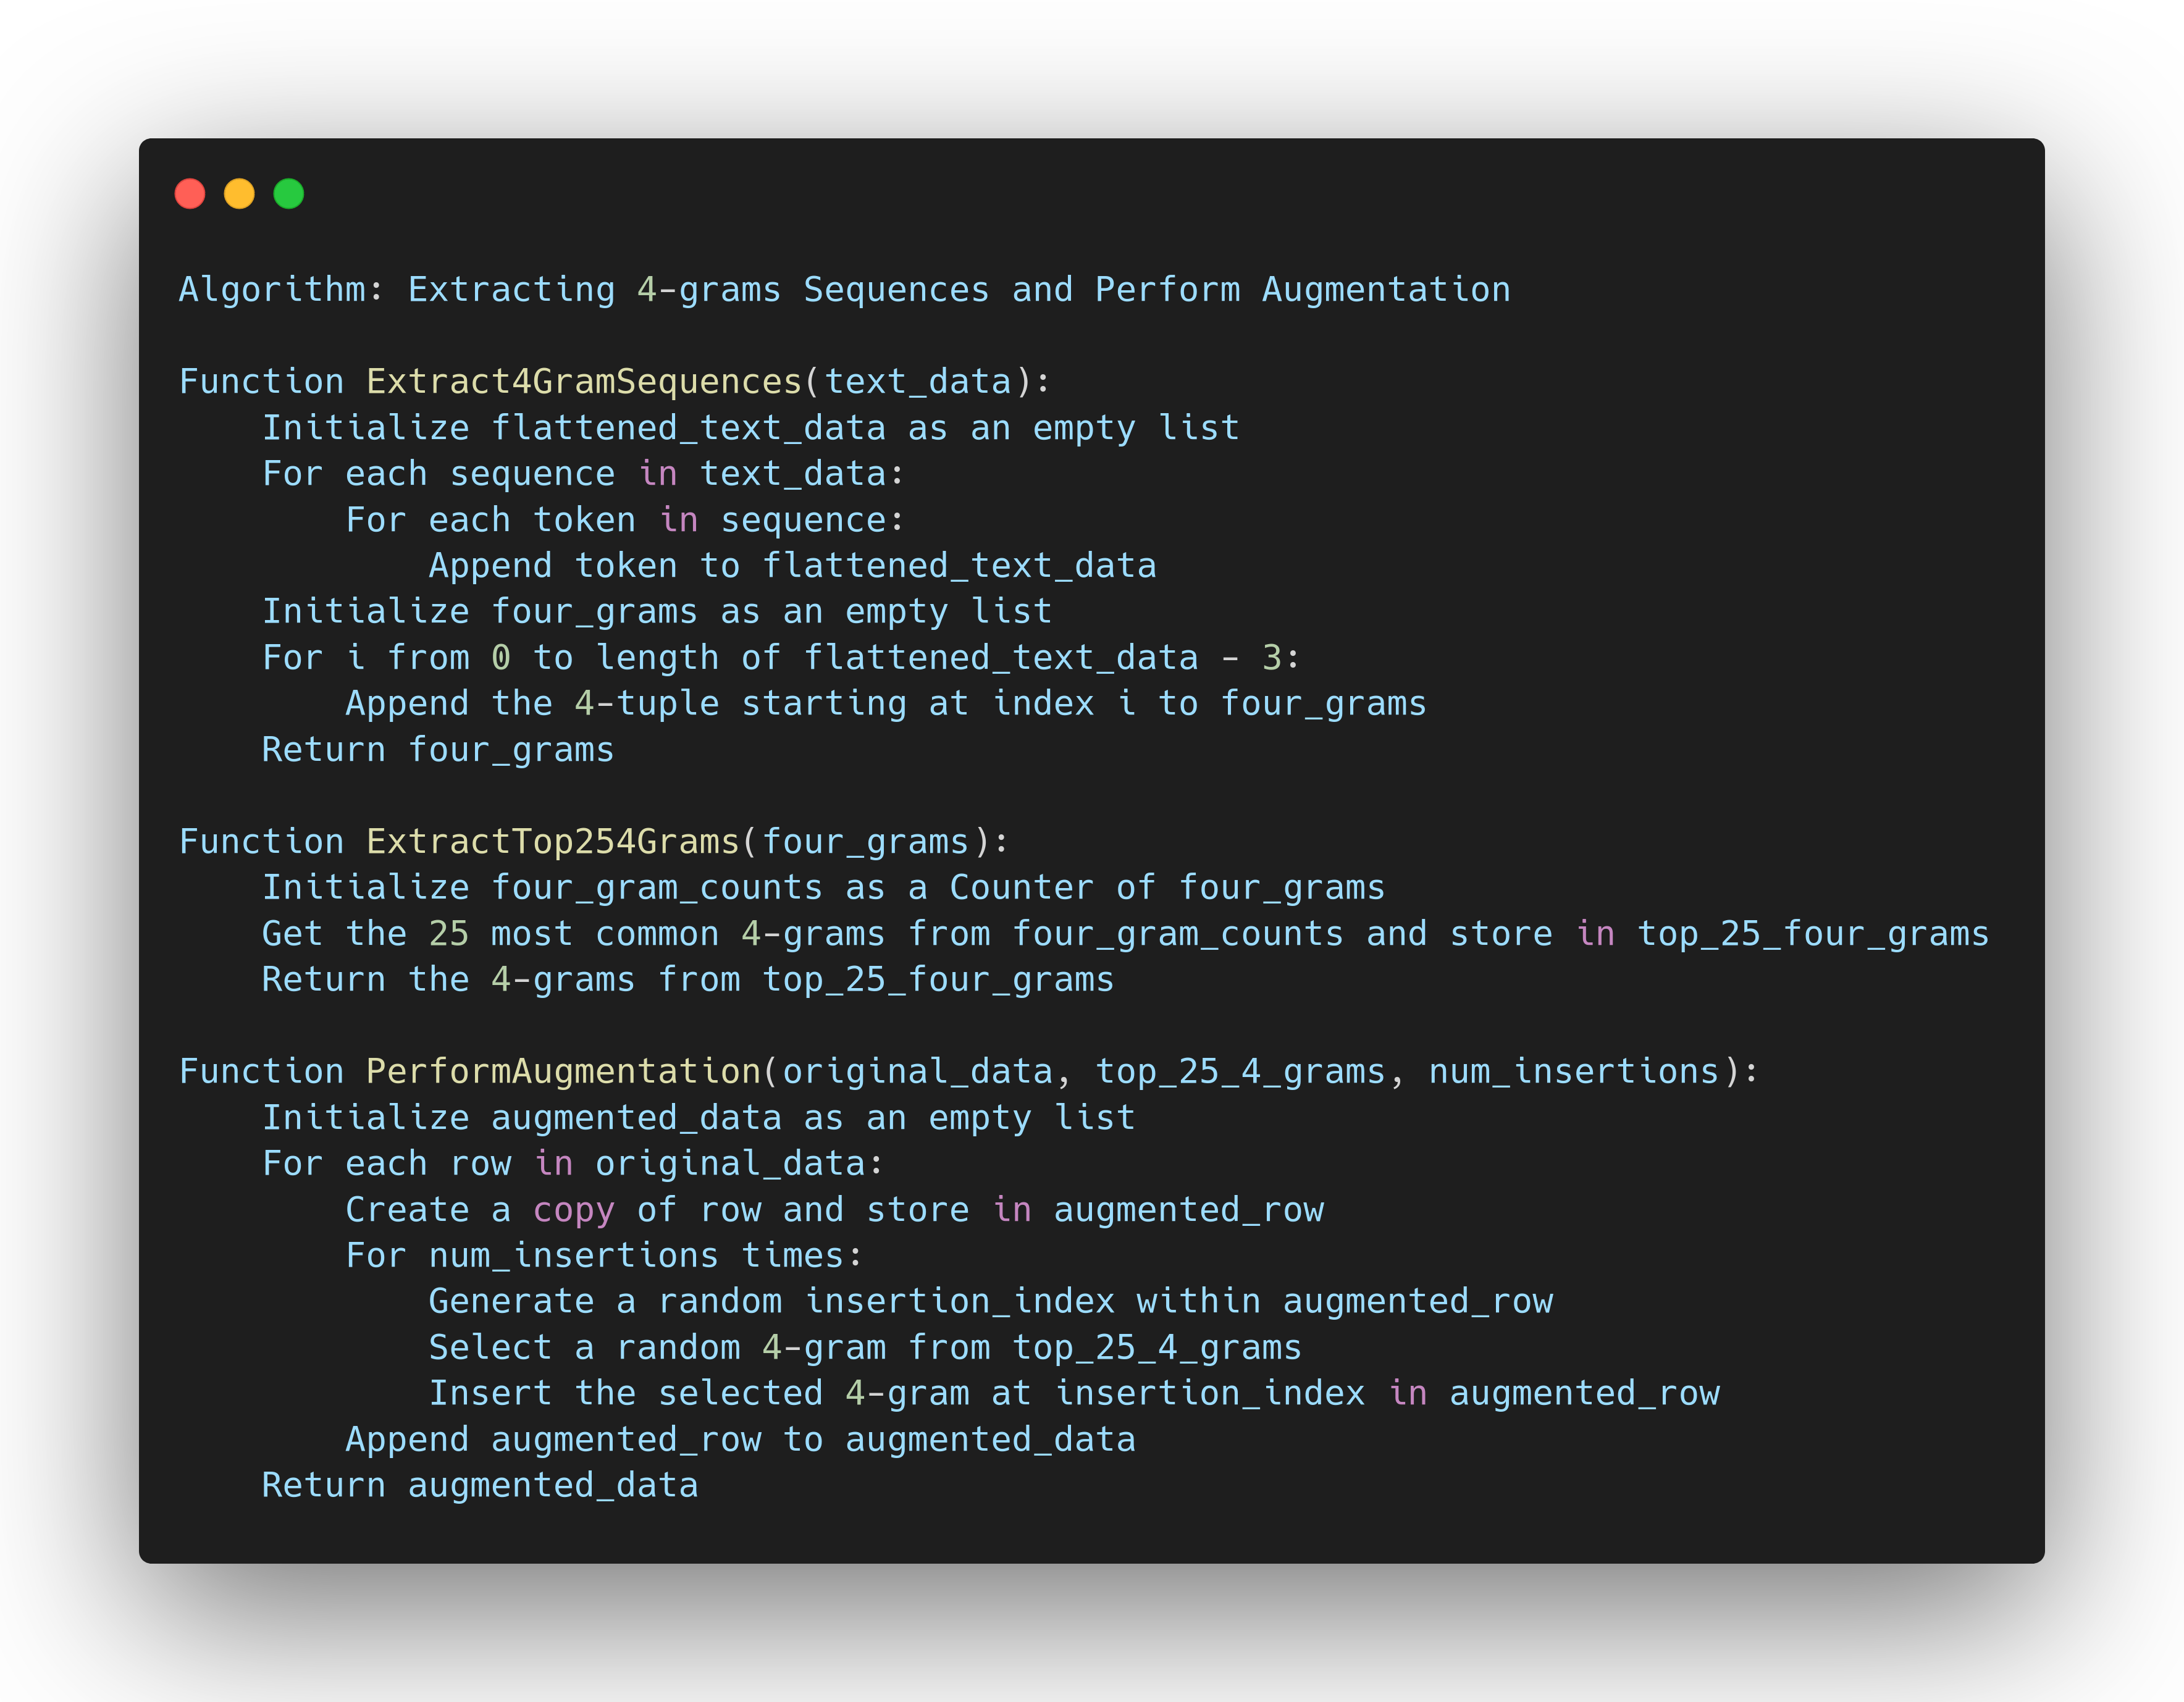 Algorithm: Extracting 4-grams Sequences and Perform Augmentation
Function Extract4GramSequences(text_data):
    Initialize flattened_text_data as an empty list
    For each sequence in text_data:
        For each token in sequence:
            Append token to flattened_text_data
    Initialize four_grams as an empty list
    For i from 0 to length of flattened_text_data - 3:
        Append the 4-tuple starting at index i to four_grams
    Return four_grams
Function ExtractTop254Grams(four_grams):
    Initialize four_gram_counts as a Counter of four_grams
    Get the 25 most common 4-grams from four_gram_counts and store in top_25_four_grams
    Return the 4-grams from top_25_four_grams
Function PerformAugmentation(original_data, top_25_4_grams, num_insertions):
    Initialize augmented_data as an empty list
    For each row in original_data:
        Create a copy of row and store in augmented_row
        For num_insertions times:
            Generate a random insertion_index within augmented_row
            Select a random 4-gram from top_25_4_grams
            Insert the selected 4-gram at insertion_index in augmented_row
        Append augmented_row to augmented_data
    Return augmented_data